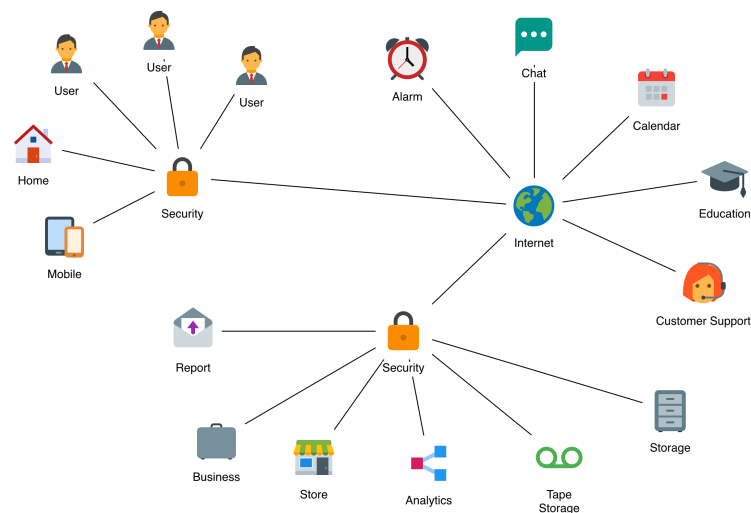 User
User
User
Alarm
Chat
Calendar
Home
Security
Education
Mobile
Internet
Customer Support
Report
Security
Business
Store
Analytics
Tape
Storage
Storage